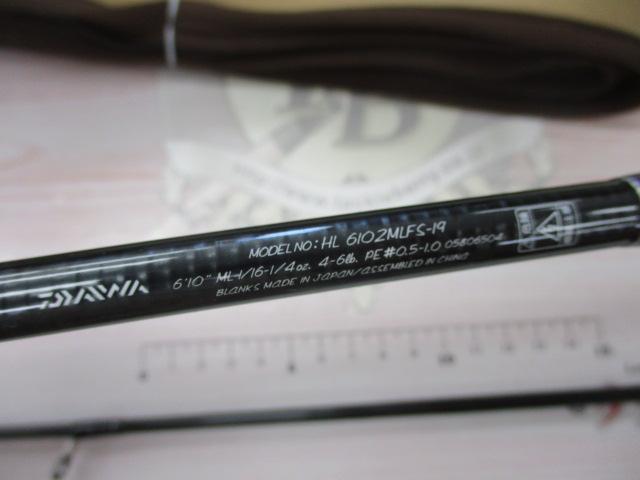 MODEL NO: HL 6102MLFS-19
6'10" ML 1/16-1/4oz. 4-6lb. PE#0.5-1.0 05806504
BLANKS MADE IN JAPAN/ASSEMBLED IN CHINA
DAIWA